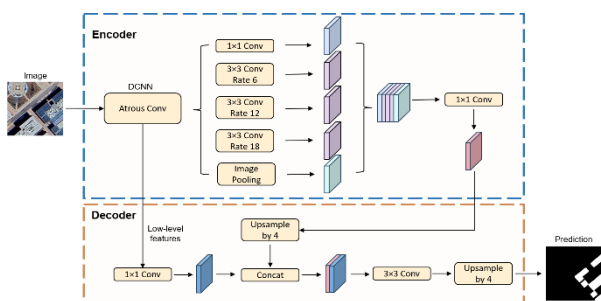 Encoder
Image
DCNN
Atrous Conv
1×1 Conv
3×3 Conv
Rate 6
3×3 Conv
Rate 12
3×3 Conv
Rate 18
Image
Pooling
1×1 Conv
Decoder
Low-level
features
Upsample
by 4
1×1 Conv
Concat
3×3 Conv
Upsample
by 4
Prediction